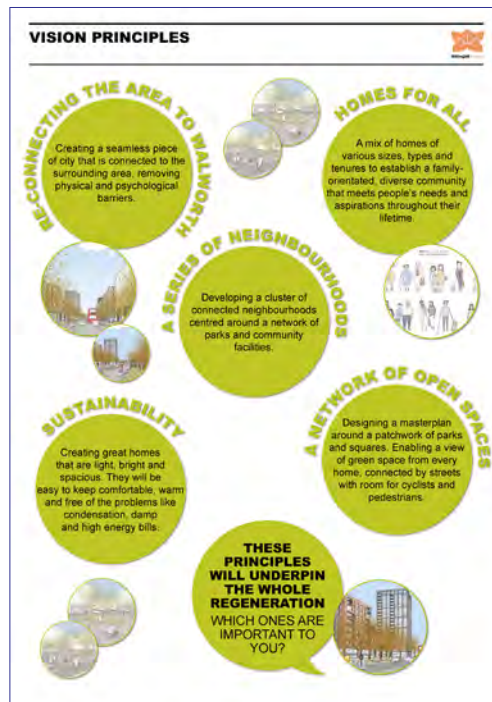 VISION PRINCIPLES
RE-CONNECTING THE AREA TO WALWORTH
Creating a seamless piece
of city that is connected to the
surrounding area, removing
physical and psychological
barriers.
HOMES FOR ALL
A mix of homes of
various sizes, types and
tenures to establish a family-
orientated, diverse community
that meets people's needs and
aspirations throughout their
lifetime.
A SERIES OF NEIGHBOURHOODS
Developing a cluster of
connected neighbourhoods
centred around a network of
parks and community
facilities.
SUSTAINABILITY
Creating great homes
that are light, bright and
spacious. They will be
easy to keep comfortable, warm
and free of the problems like
condensation, damp
and high energy bills.
A NETWORK OF OPEN SPACES
Designing a masterplan
around a patchwork of parks
and squares. Enabling a view
of green space from every
home, connected by streets
with room for cyclists and
pedestrians.
THESE
PRINCIPLES
WILL UNDERPIN
THE WHOLE
REGENERATION
WHICH ONES ARE
IMPORTANT TO
YOU?